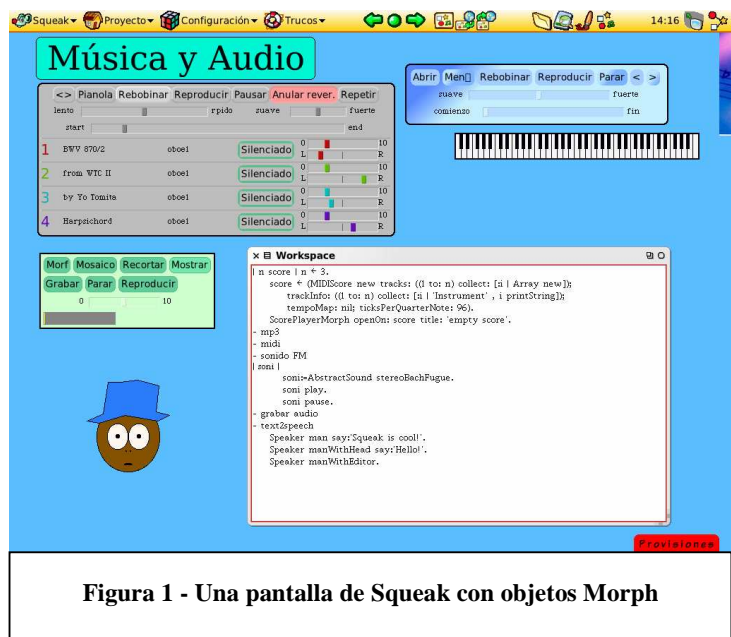 Squeak Proyecto Configuración Trucos 14:16
Música y Audio
<> Pianola Rebobinar Reproducir Pausar Anular rever. Repetir
lento rpido suave fuerte
start end
1 BWV 870/2 oboe1 Silenciado 0 10
L R
2 from WTC II oboe1 Silenciado 0 10
L R
3 by Yo Tomita oboe1 Silenciado 0 10
L R
4 Harpsichord oboe1 Silenciado 0 10
L R
Abrir Men▯ Rebobinar Reproducir Parar < >
suave fuerte
comienzo fin
Morf Mosaico Recortar Mostrar
Grabar Parar Reproducir
0 10
Workspace
| n score | n ← 3.
score ← (MIDIScore new tracks: ((1 to: n) collect: [:i | Array new]);
trackInfo: ((1 to: n) collect: [:i | 'Instrument' , i printString]);
tempoMap: nil; ticksPerQuarterNote: 96).
ScorePlayerMorph openOn: score title: 'empty score'.
- mp3
- midi
- sonido FM
| soni |
soni:=AbstractSound stereoBachFugue.
soni play.
soni pause.
- grabar audio
- text2speech
Speaker man say:'Squeak is cool!'.
Speaker manWithHead say:'Hello!'.
Speaker manWithEditor.
Provisiones
Figura 1 - Una pantalla de Squeak con objetos Morph